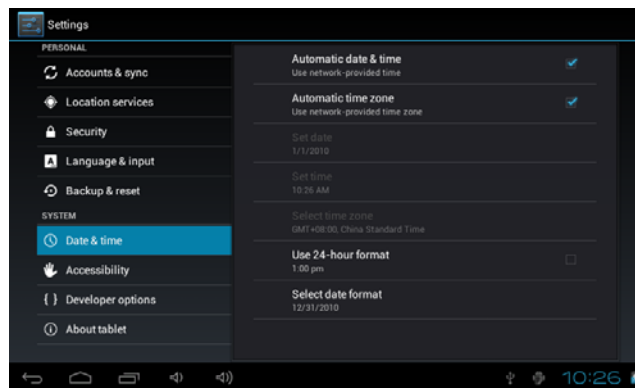 Settings
PERSONAL
Accounts & sync
Location services
Security
A Language & input
Backup & reset
SYSTEM
Date & time
Accessibility
{ } Developer options
About tablet
Automatic date & time
Use network-provided time
Automatic time zone
Use network-provided time zone
Set date
1/1/2010
Set time
10:26 AM
Select time zone
GMT+08:00, China Standard Time
Use 24-hour format
1:00 pm
Select date format
12/31/2010
10:26